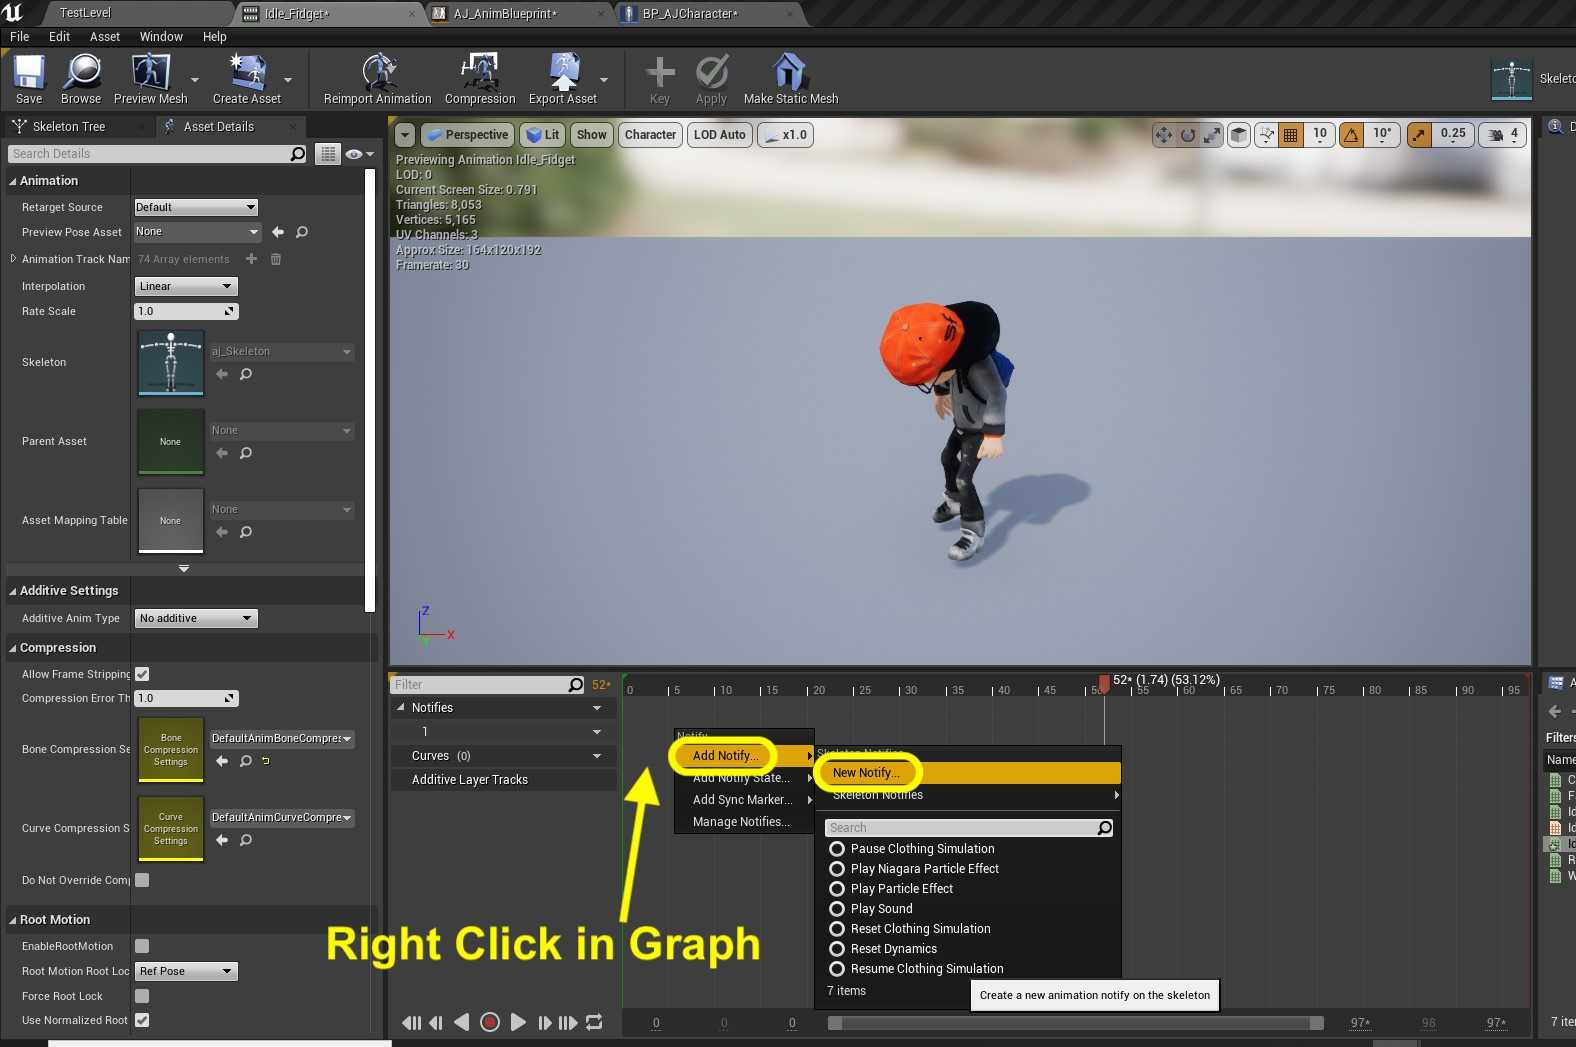 TestLevel
Idle_Fidget*
AJ_AnimBlueprint*
BP_AJCharacter*
File Edit Asset Window Help
Save
Browse
Preview Mesh
Create Asset
Reimport Animation
Compression
Export Asset
Key
Apply
Make Static Mesh
Skeleto
Skeleton Tree
Asset Details
Search Details
Animation
Retarget Source Default
Preview Pose Asset None
Animation Track Nam 74 Array elements
Interpolation Linear
Rate Scale 1.0
Skeleton aj_Skeleton
Parent Asset None None
Asset Mapping Table None None
Additive Settings
Additive Anim Type No additive
Compression
Allow Frame Stripping
Compression Error Th 1.0
Bone Compression Se
Bone
Compression
Settings
DefaultAnimBoneCompres
Curve Compression S
Curve
Compression
Settings
DefaultAnimCurveCompre
Do Not Override Comp
Root Motion
EnableRootMotion
Root Motion Root Loc Ref Pose
Force Root Lock
Use Normalized Root
Perspective Lit Show Character LOD Auto x1.0
10 10° 0.25 4
Previewing Animation Idle_Fidget
LOD: 0
Current Screen Size: 0.791
Triangles: 8,053
Vertices: 5,165
UV Channels: 3
Approx Size: 164x120x192
Framerate: 30
Z
X
Y
Filter 52*
0 5 10 15 20 25 30 35 40 45 55 60 65 70 75 80 85 90 95
52* (1.74) (53.12%)
Notifies
1
Curves (0)
Additive Layer Tracks
Notify
Add Notify...
Add Notify State...
Add Sync Marker...
Manage Notifies...
Skeleton Notifies
New Notify...
Skeleton Notifies
Search
Pause Clothing Simulation
Play Niagara Particle Effect
Play Particle Effect
Play Sound
Reset Clothing Simulation
Reset Dynamics
Resume Clothing Simulation
7 items
Create a new animation notify on the skeleton
Right Click in Graph
0 0 0
97* 98 97*
D
A
Filters
Name
C
F
Id
Id
Id
R
W
7 ite